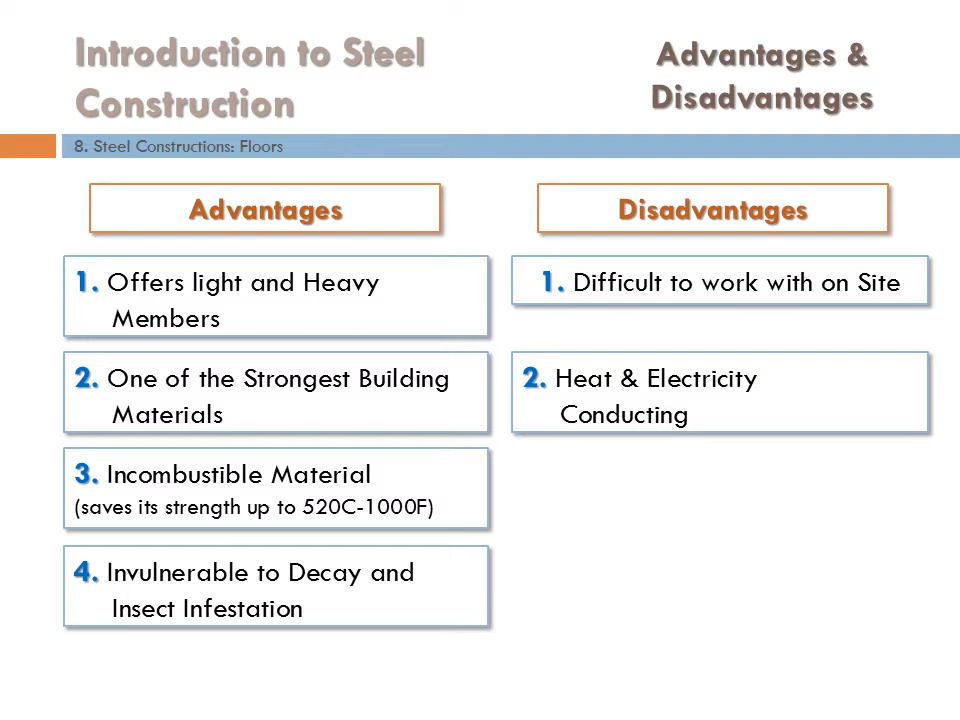 Introduction to Steel
Construction
Advantages &
Disadvantages
8. Steel Constructions: Floors
Advantages
1. Offers light and Heavy
Members
2. One of the Strongest Building
Materials
3. Incombustible Material
(saves its strength up to 520C-1000F)
4. Invulnerable to Decay and
Insect Infestation
Disadvantages
1. Difficult to work with on Site
2. Heat & Electricity
Conducting